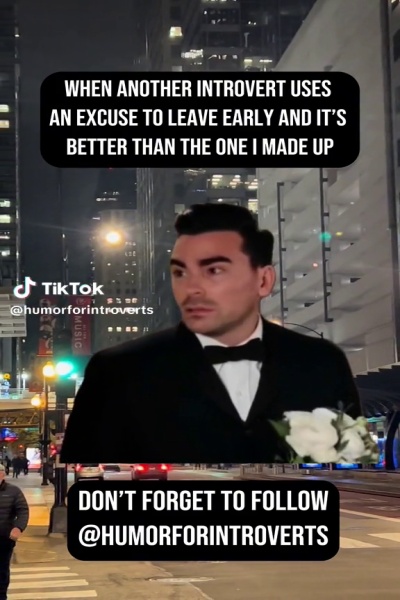 WHEN ANOTHER INTROVERT USES
AN EXCUSE TO LEAVE EARLY AND IT'S
BETTER THAN THE ONE I MADE UP
TikTok
@humorforintroverts
MUSIC
DON'T FORGET TO FOLLOW
@HUMORFORINTROVERTS